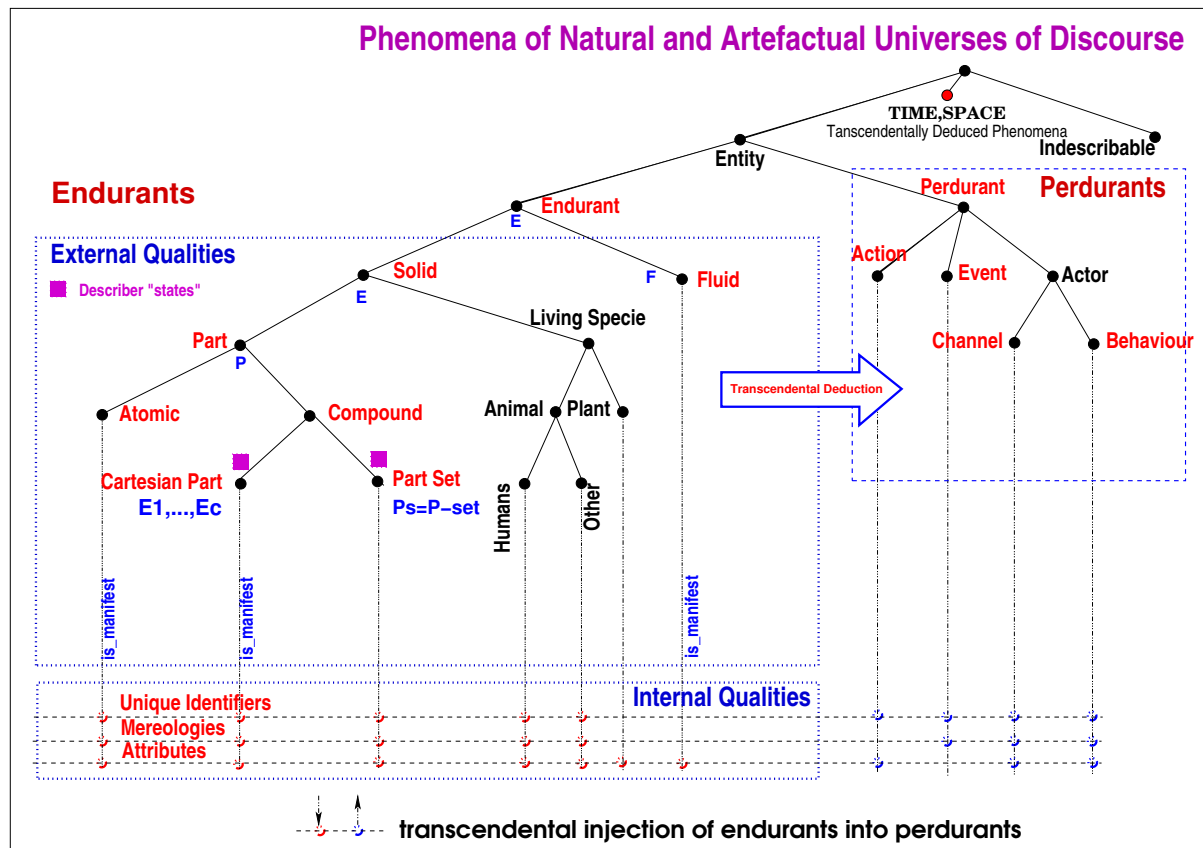 Phenomena of Natural and Artefactual Universes of Discourse
TIME,SPACE
Tanscendentally Deduced Phenomena
Indescribable
Entity
Endurants
Perdurant
Perdurants
Endurant
E
External Qualities
Describer "states"
Solid
E
F
Fluid
Action
Event
Actor
Living Specie
Part
P
Channel
Behaviour
Transcendental Deduction
Atomic
Compound
Animal
Plant
Cartesian Part
E1,...,Ec
Part Set
Ps=P-set
Humans
Other
is_manifest
is_manifest
is_manifest
Internal Qualities
Unique Identifiers
Mereologies
Attributes
transcendental injection of endurants into perdurants